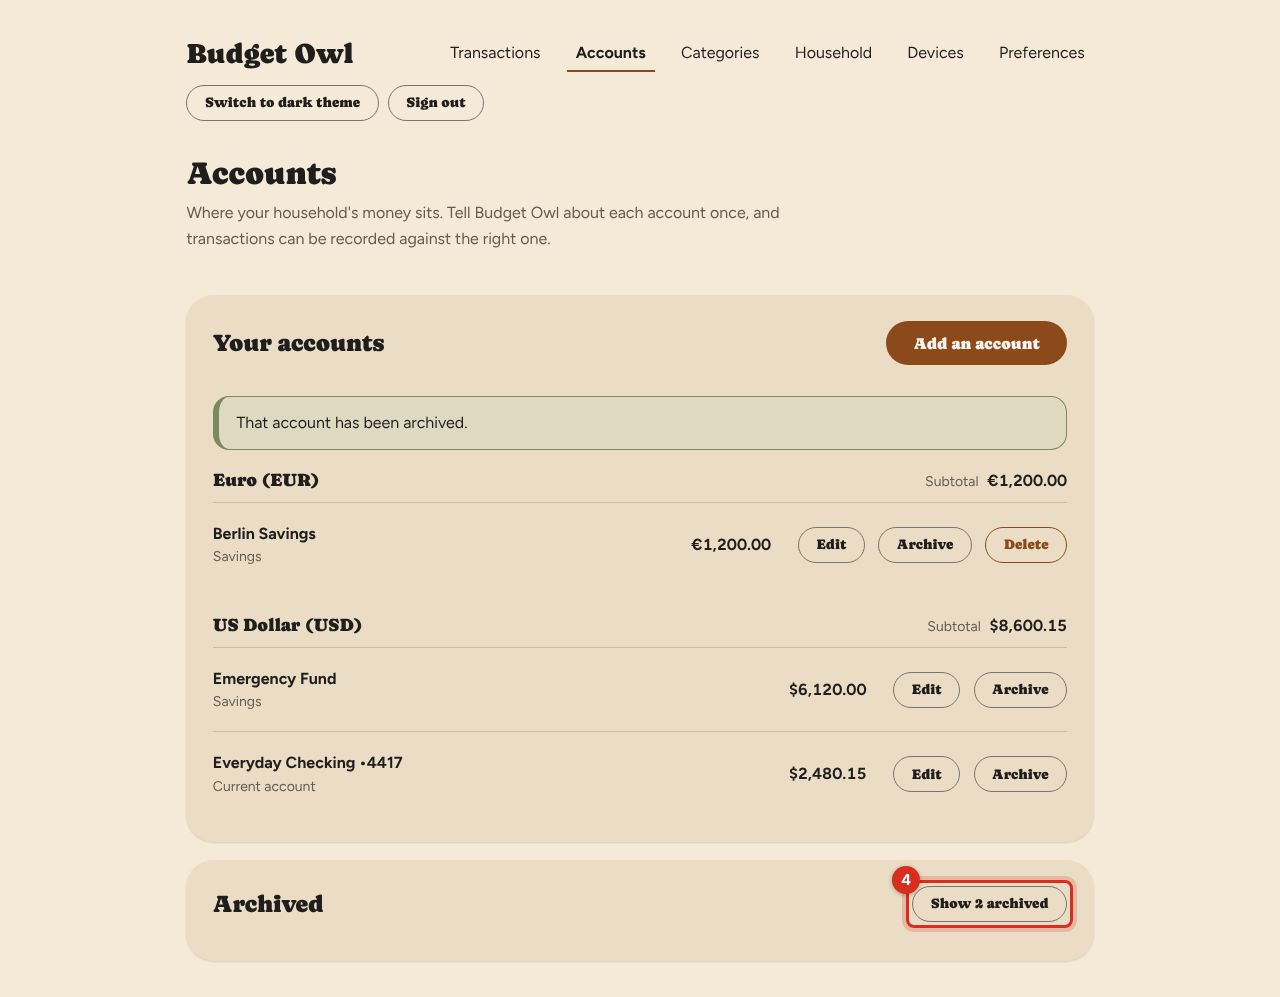 Budget Owl
Transactions
Accounts
Categories
Household
Devices
Preferences
Switch to dark theme
Sign out
Accounts
Where your household's money sits. Tell Budget Owl about each account once, and
transactions can be recorded against the right one.
Your accounts
Add an account
That account has been archived.
Euro (EUR)
Subtotal €1,200.00
Berlin Savings
Savings
€1,200.00
Edit
Archive
Delete
US Dollar (USD)
Subtotal $8,600.15
Emergency Fund
Savings
$6,120.00
Edit
Archive
Everyday Checking •4417
Current account
$2,480.15
Edit
Archive
Archived
4
Show 2 archived